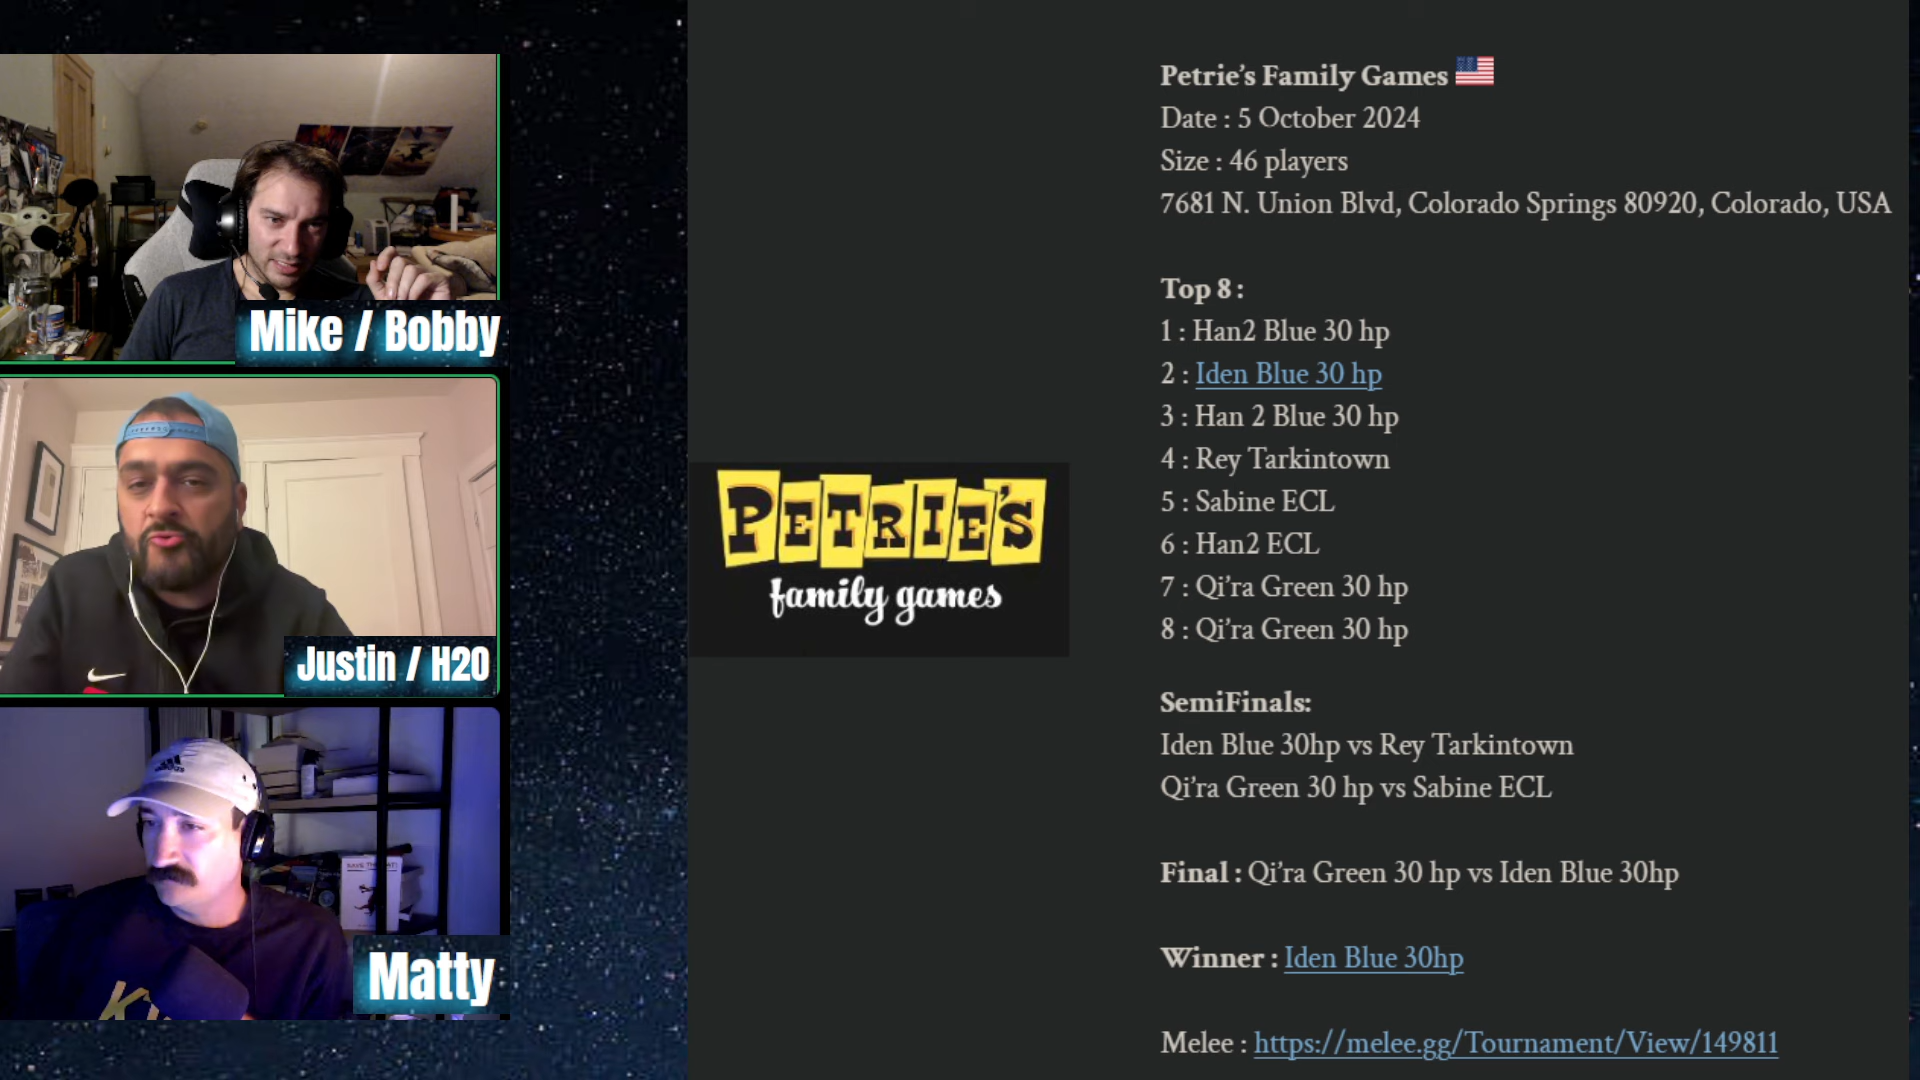 Mike / Bobby
Justin / H20
Matty
PETRIE'S
family games
Petrie's Family Games
Date : 5 October 2024
Size : 46 players
7681 N. Union Blvd, Colorado Springs 80920, Colorado, USA
Top 8 :
1 : Han2 Blue 30 hp
2 : Iden Blue 30 hp
3 : Han 2 Blue 30 hp
4 : Rey Tarkintown
5 : Sabine ECL
6 : Han2 ECL
7 : Qi'ra Green 30 hp
8 : Qi'ra Green 30 hp
SemiFinals:
Iden Blue 30hp vs Rey Tarkintown
Qi'ra Green 30 hp vs Sabine ECL
Final : Qi'ra Green 30 hp vs Iden Blue 30hp
Winner : Iden Blue 30hp
Melee : https://melee.gg/Tournament/View/149811